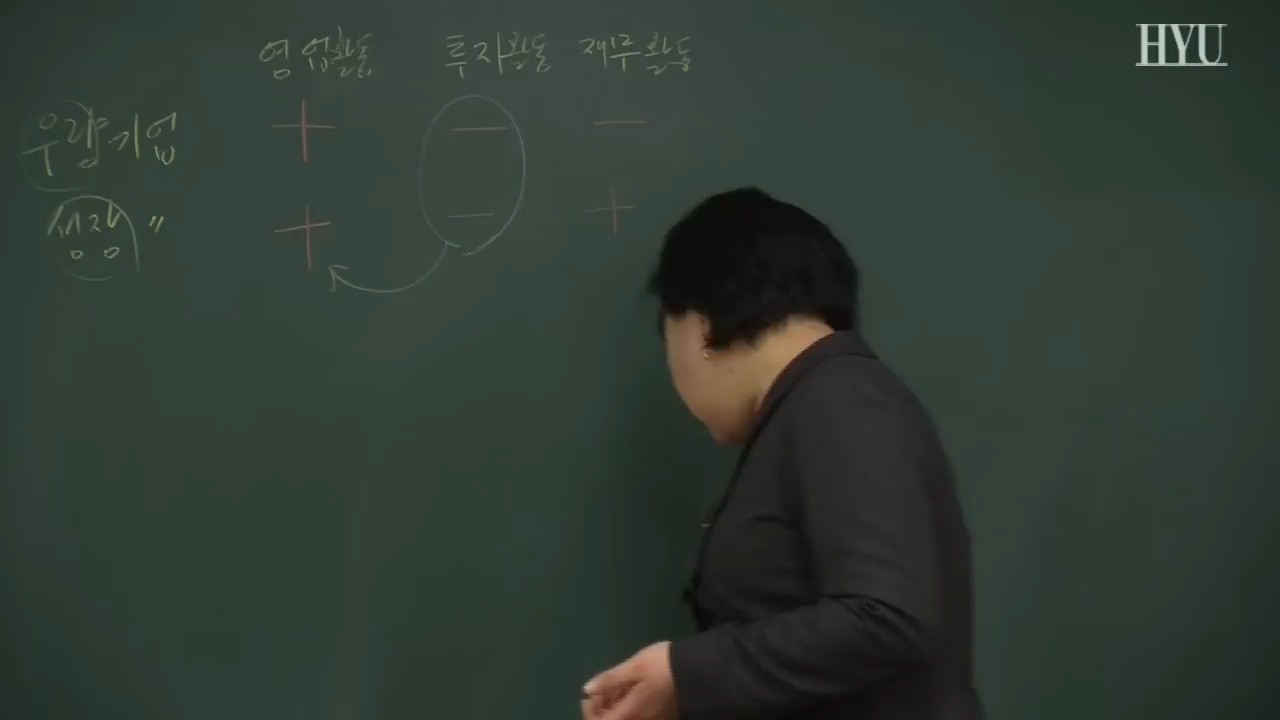 HYU
영업활동 투자활동 재무활동
우량기업 + — —
성장 〃 + — +